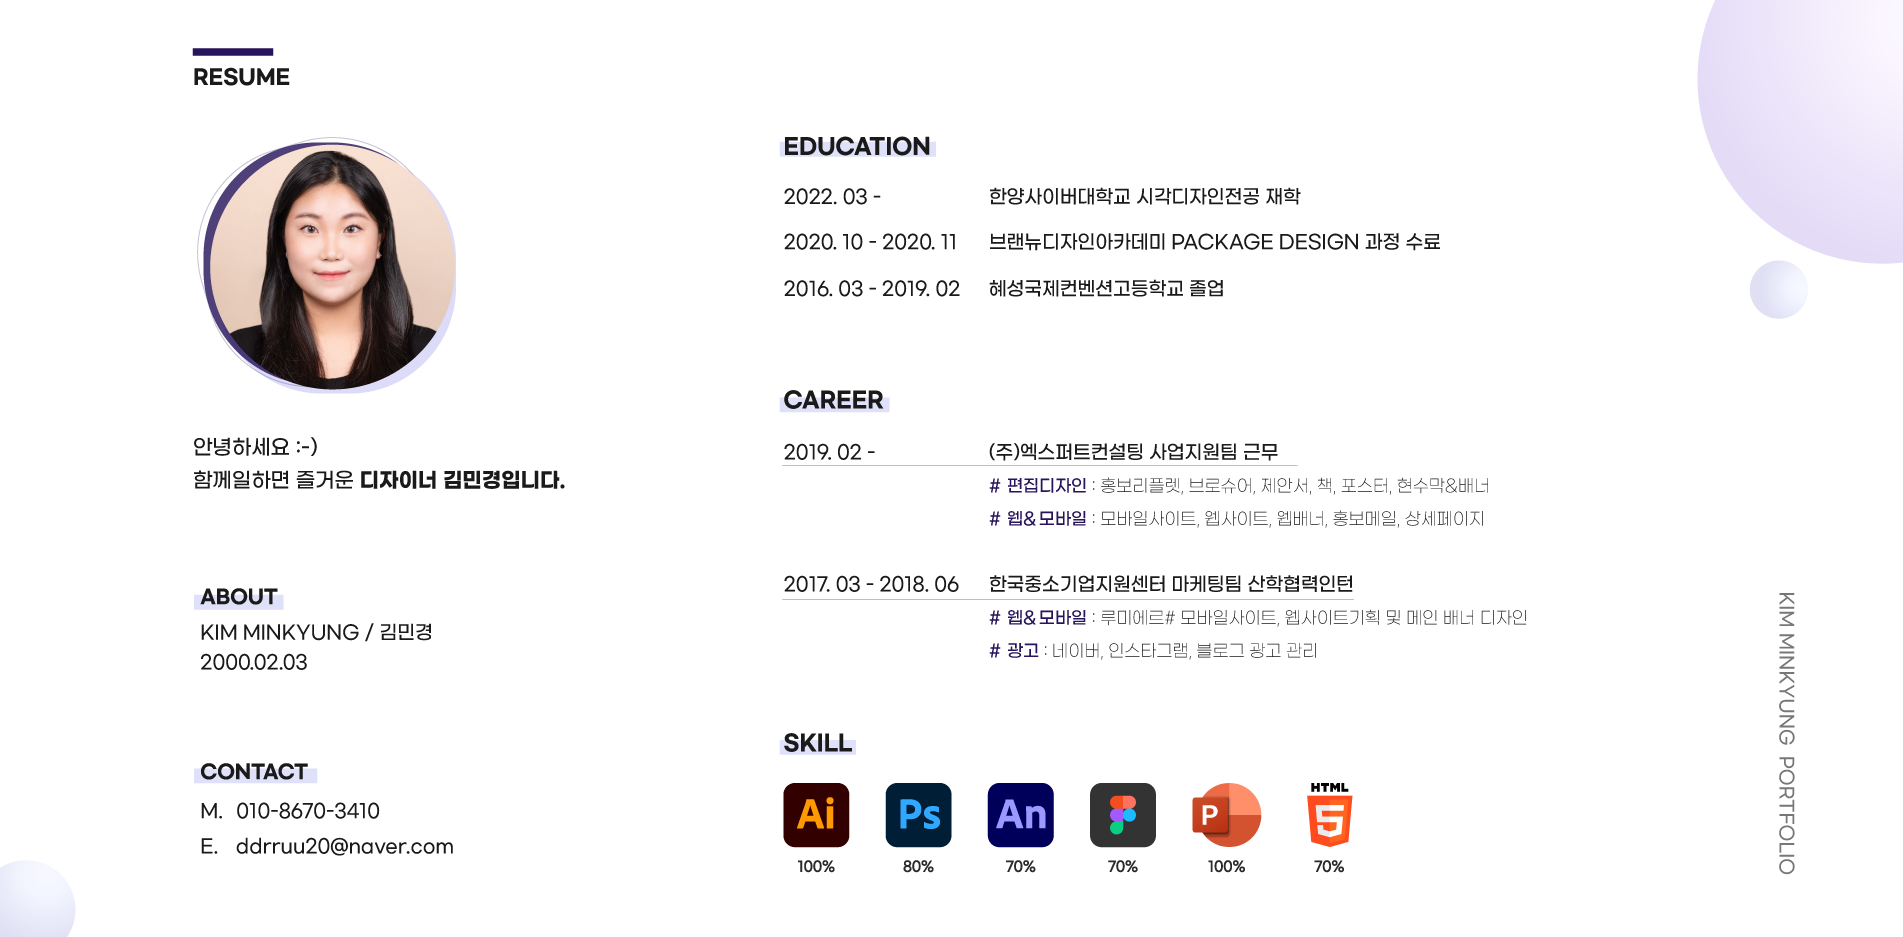 RESUME
안녕하세요 :-)
함께일하면 즐거운 디자이너 김민경입니다.
ABOUT
KIM MINKYUNG / 김민경
2000.02.03
CONTACT
M. 010-8670-3410
E. ddrruu20@naver.com
EDUCATION
2022. 03 - 한양사이버대학교 시각디자인전공 재학
2020. 10 - 2020. 11 브랜뉴디자인아카데미 PACKAGE DESIGN 과정 수료
2016. 03 - 2019. 02 혜성국제컨벤션고등학교 졸업
CAREER
2019. 02 - (주)엑스퍼트컨설팅 사업지원팀 근무
# 편집디자인 : 홍보리플렛, 브로슈어, 제안서, 책, 포스터, 현수막&배너
# 웹&모바일 : 모바일사이트, 웹사이트, 웹배너, 홍보메일, 상세페이지
2017. 03 - 2018. 06 한국중소기업지원센터 마케팅팀 산학협력인턴
# 웹&모바일 : 루미에르# 모바일사이트, 웹사이트기획 및 메인 배너 디자인
# 광고 : 네이버, 인스타그램, 블로그 광고 관리
SKILL
Ai Ps An P HTML 5
100% 80% 70% 70% 100% 70%
KIM MINKYUNG PORTFOLIO